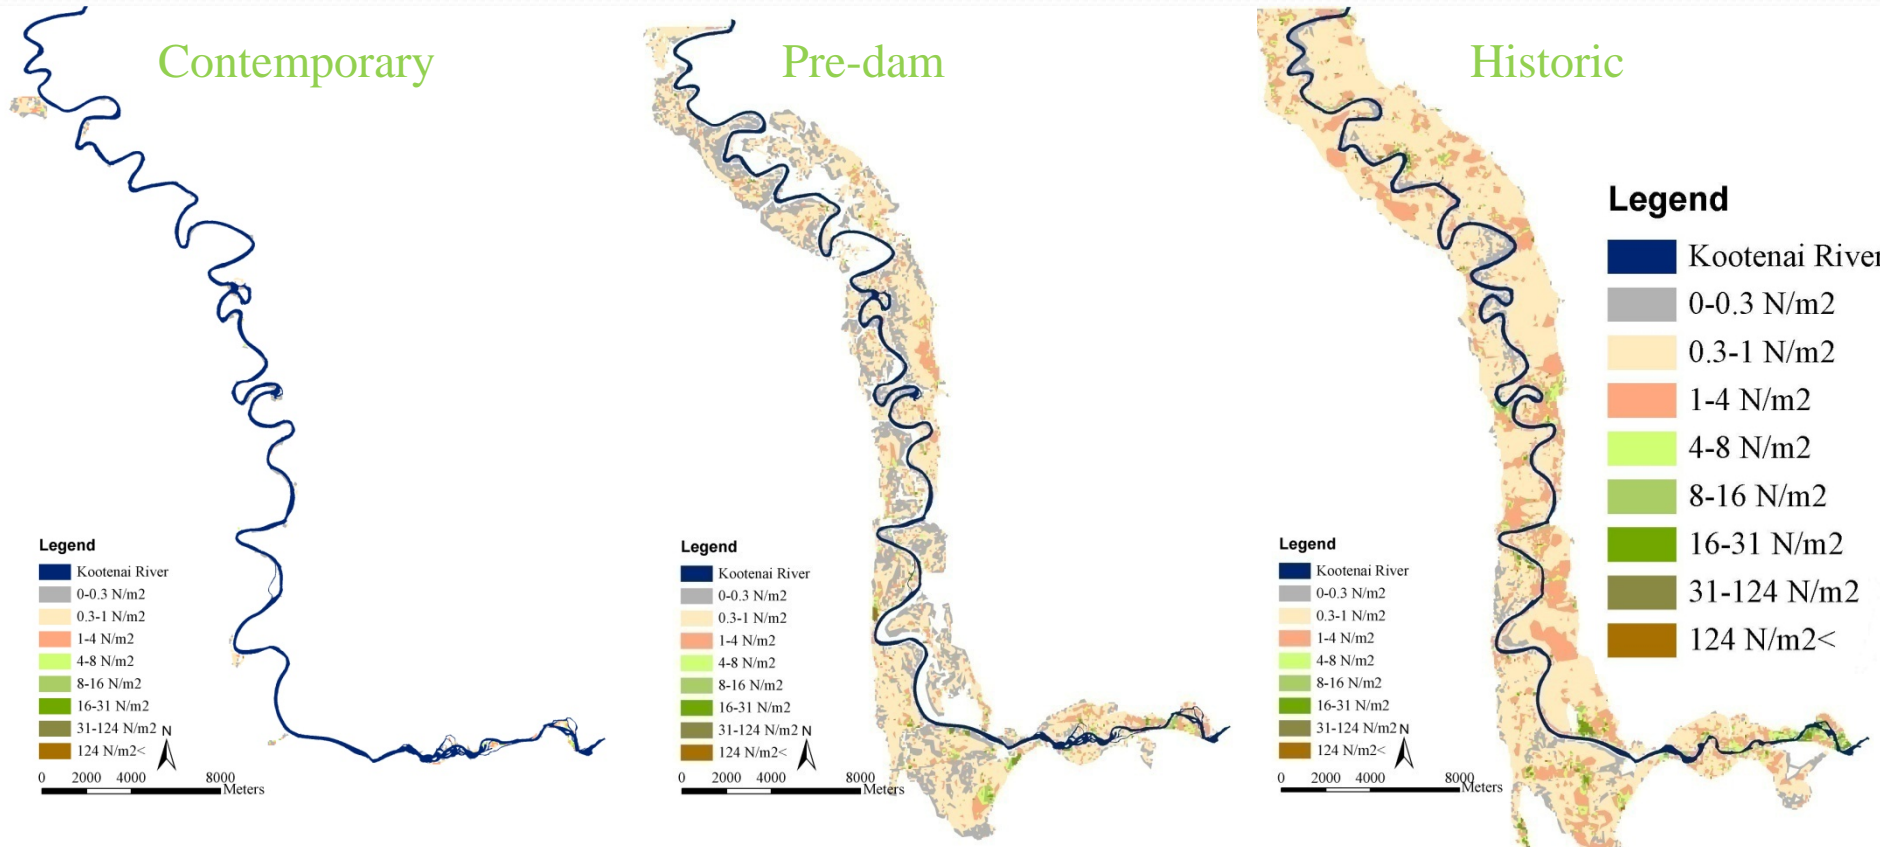 Contemporary
Pre-dam
Historic
Legend
Kootenai River
0-0.3 N/m2
0.3-1 N/m2
1-4 N/m2
4-8 N/m2
8-16 N/m2
16-31 N/m2
31-124 N/m2
124 N/m2<
Legend
Kootenai River
0-0.3 N/m2
0.3-1 N/m2
1-4 N/m2
4-8 N/m2
8-16 N/m2
16-31 N/m2
31-124 N/m2
124 N/m2<
N
0 2000 4000 8000
Meters
Legend
Kootenai River
0-0.3 N/m2
0.3-1 N/m2
1-4 N/m2
4-8 N/m2
8-16 N/m2
16-31 N/m2
31-124 N/m2
124 N/m2<
N
0 2000 4000 8000
Meters
Legend
Kootenai River
0-0.3 N/m2
0.3-1 N/m2
1-4 N/m2
4-8 N/m2
8-16 N/m2
16-31 N/m2
31-124 N/m2
124 N/m2<
N
0 2000 4000 8000
Meters